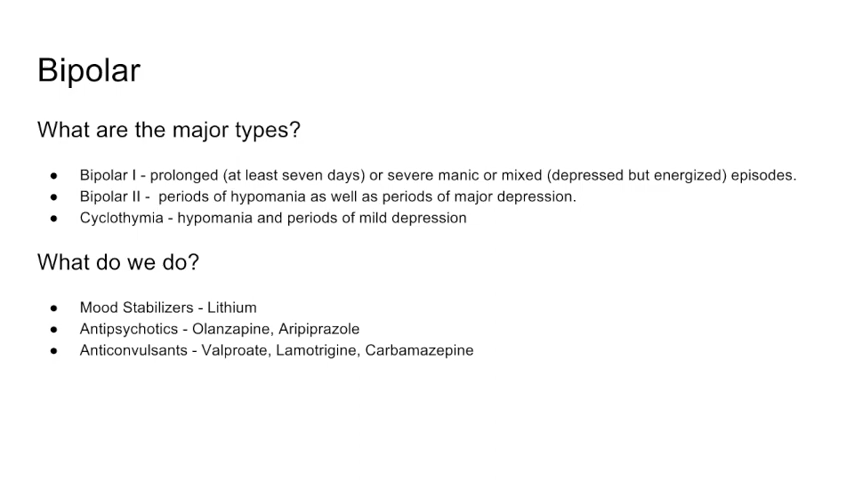 Bipolar
What are the major types?
● Bipolar I - prolonged (at least seven days) or severe manic or mixed (depressed but energized) episodes.
● Bipolar II -  periods of hypomania as well as periods of major depression.
● Cyclothymia - hypomania and periods of mild depression
What do we do?
● Mood Stabilizers - Lithium
● Antipsychotics - Olanzapine, Aripiprazole
● Anticonvulsants - Valproate, Lamotrigine, Carbamazepine